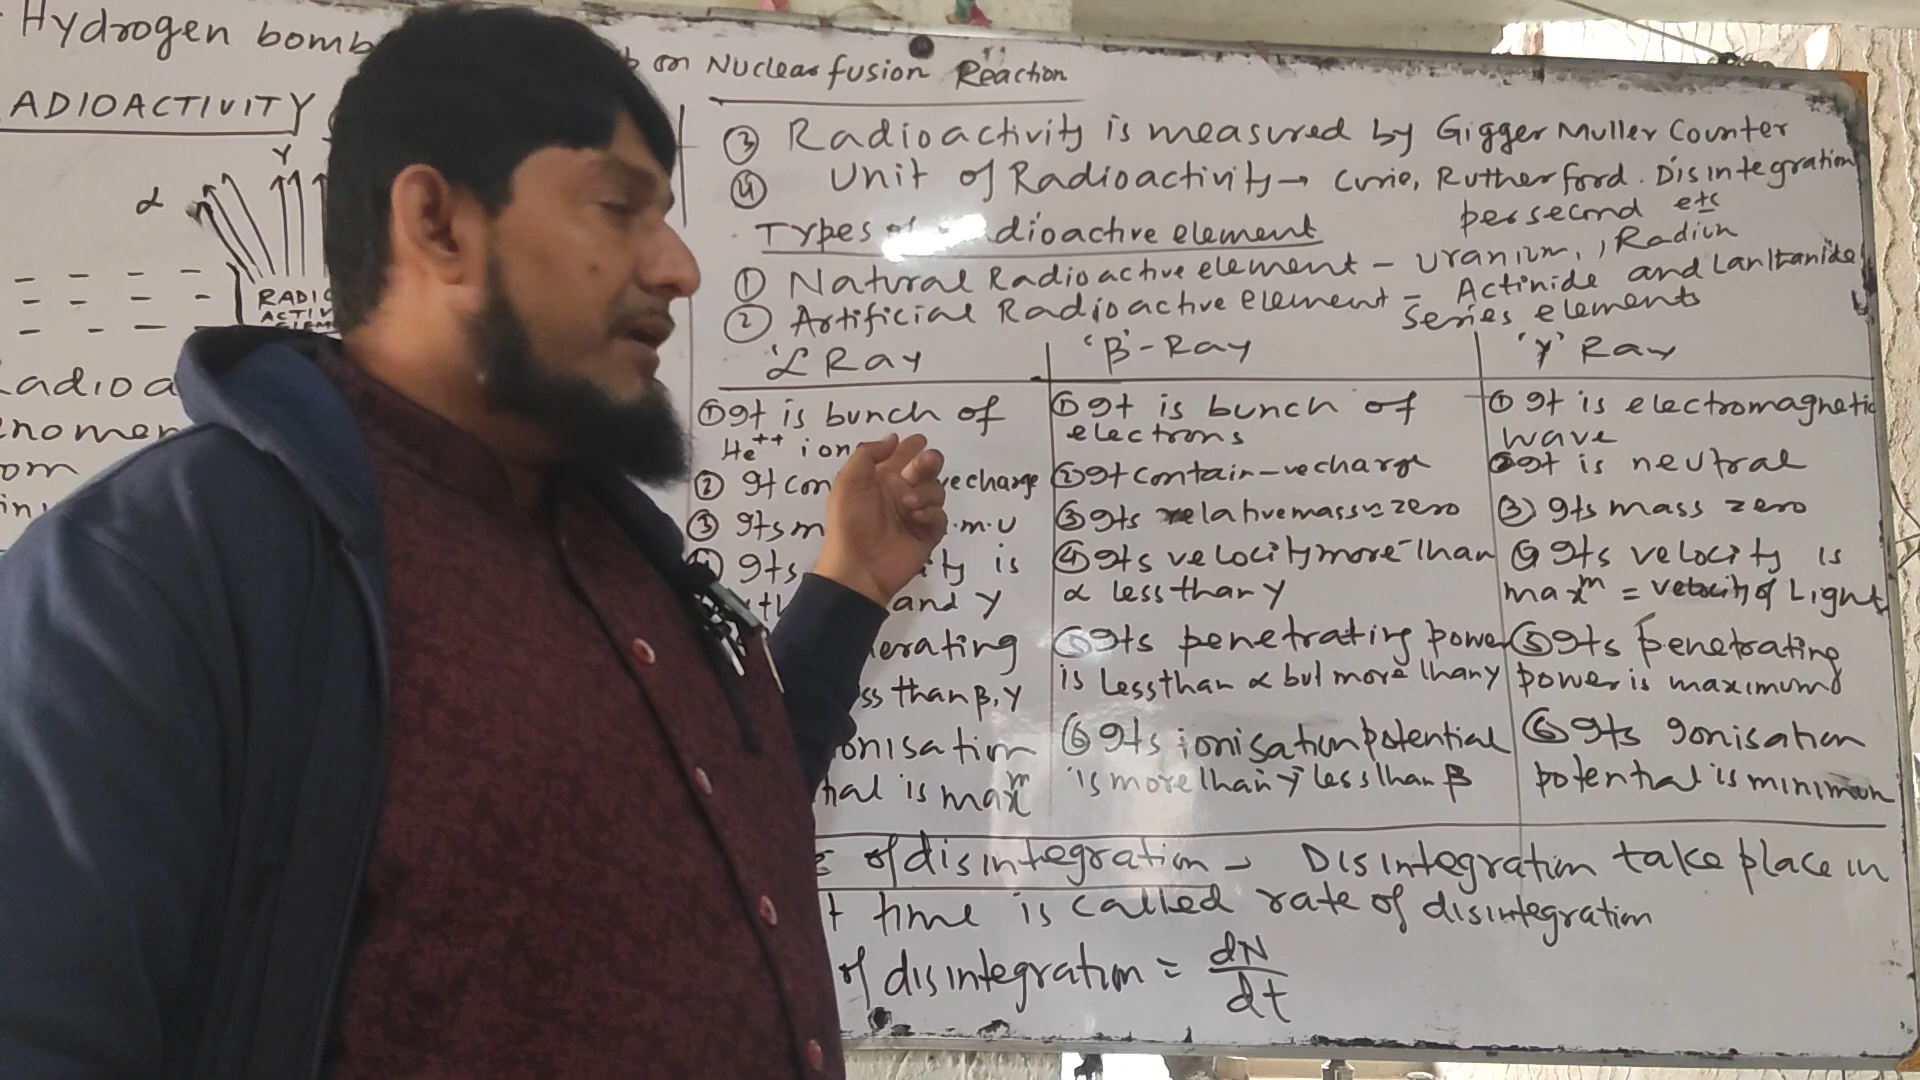 Hydrogen bomb
on Nuclear fusion Reaction
ADIOACTIVITY
γ
α
RADIO
ACTIV
ELEM
adioa
nomen
om
in
③ Radioactivity is measured by Gigger Muller Counter
④ Unit of Radioactivity → Curie, Rutherford. Disintegration
per second etc
Types of dioactive element
① Natural Radioactive element - Uranium, , Radium
② Artificial Radioactive element - Actinide and Lanthanide
Series elements
'α Ray
① It is bunch of
He++ ion
② It con ve charge
③ Its m .m.u
④ Its ity is
and γ
erating
ss than β, γ
onisation
tial is maxm
'β'-Ray
① It is bunch of
electrons
② It contain -ve charge
③ Its relative mass = zero
④ Its velocity more than
α less than γ
⑤ Its penetrating power
is less than α but more than γ
⑥ Its ionisation potential
is more than γ less than β
'γ' Ray
① It is electromagnetic
wave
② It is neutral
③ Its mass zero
④ Its velocity is
maxm = velocity of Light
⑤ Its penetrating
power is maximum
⑥ Its Ionisation
potential is minimum
of disintegration → Disintegration take place in
t time is called rate of disintegration
of disintegration = dN
dt